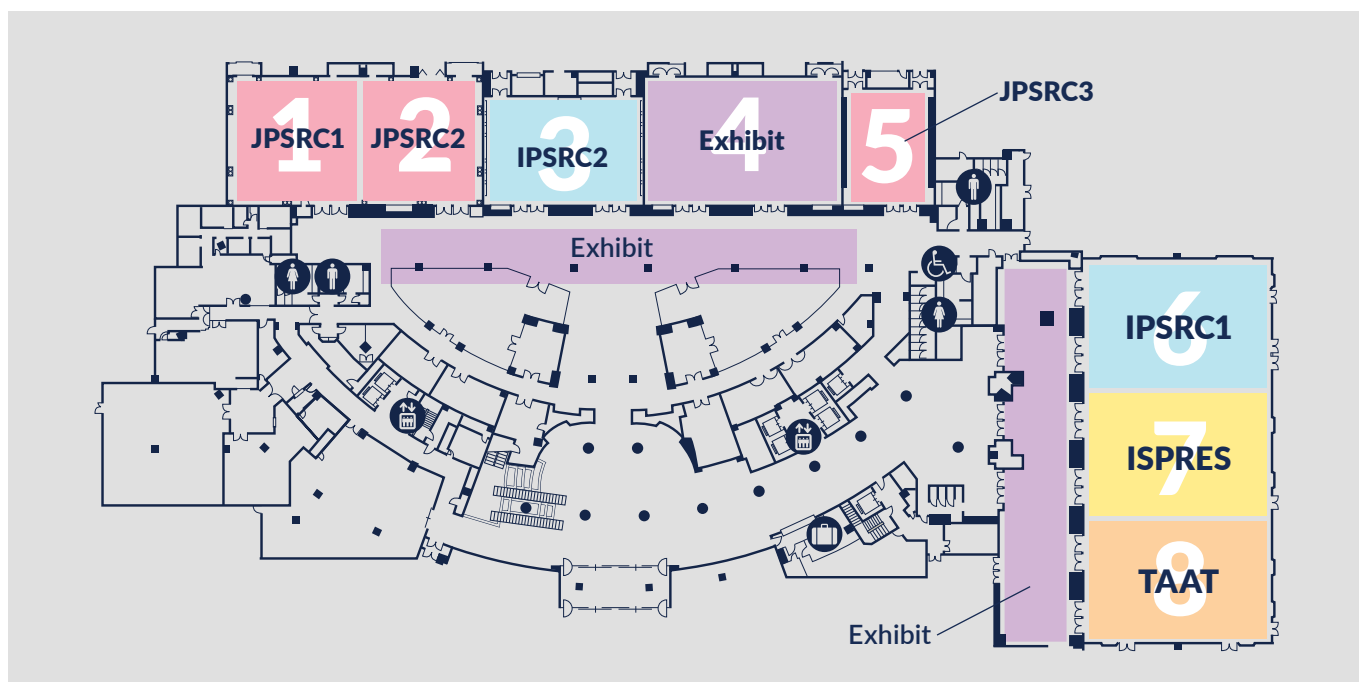 1
JPSRC1
2
JPSRC2
3
IPSRC2
4
Exhibit
5
JPSRC3
Exhibit
6
IPSRC1
7
ISPRES
8
TAAT
Exhibit